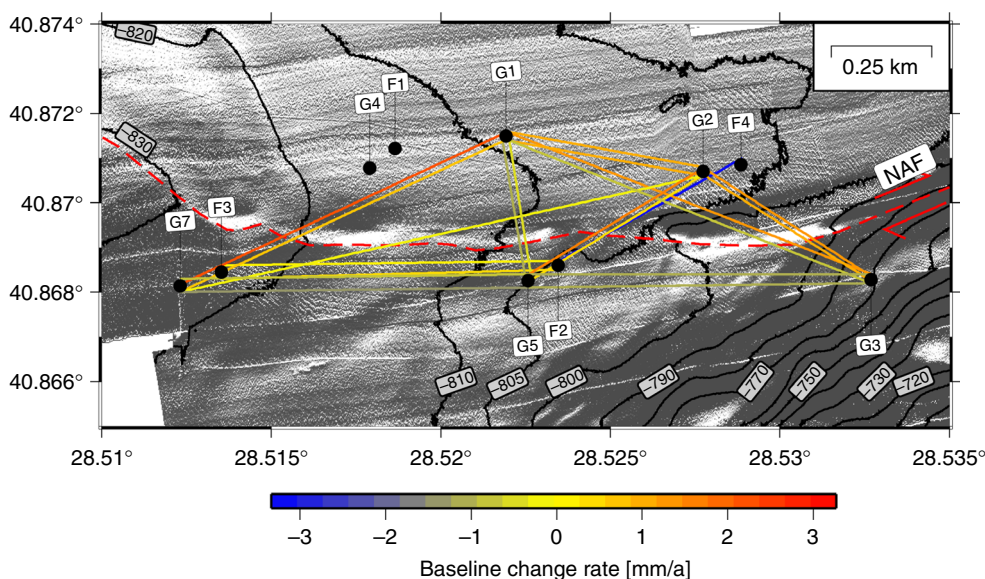 40.874°
40.872°
40.87°
40.868°
40.866°
–820
–830
G7
F3
G4
F1
G1
G2
F4
NAF
0.25 km
G5
F2
G3
–810
–805
–800
–790
–770
–750
–730
–720
28.51°
28.515°
28.52°
28.525°
28.53°
28.535°
–3
–2
–1
0
1
2
3
Baseline change rate [mm/a]